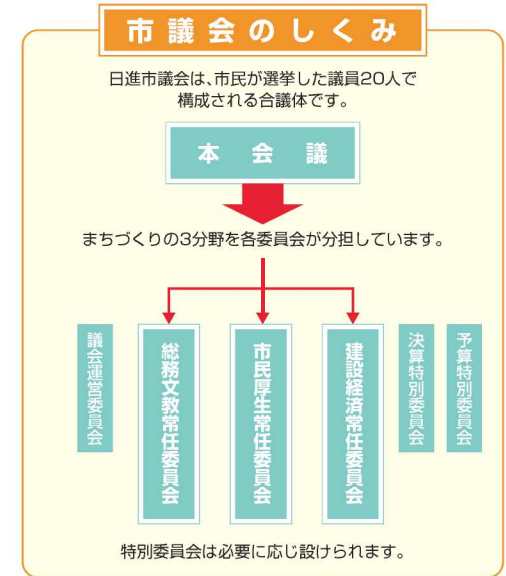 市議会のしくみ
日進市議会は、市民が選挙した議員20人で
構成される合議体です。
本会議
まちづくりの3分野を各委員会が分担しています。
議会運営委員会
総務文教常任委員会
市民厚生常任委員会
建設経済常任委員会
決算特別委員会
予算特別委員会
特別委員会は必要に応じ設けられます。